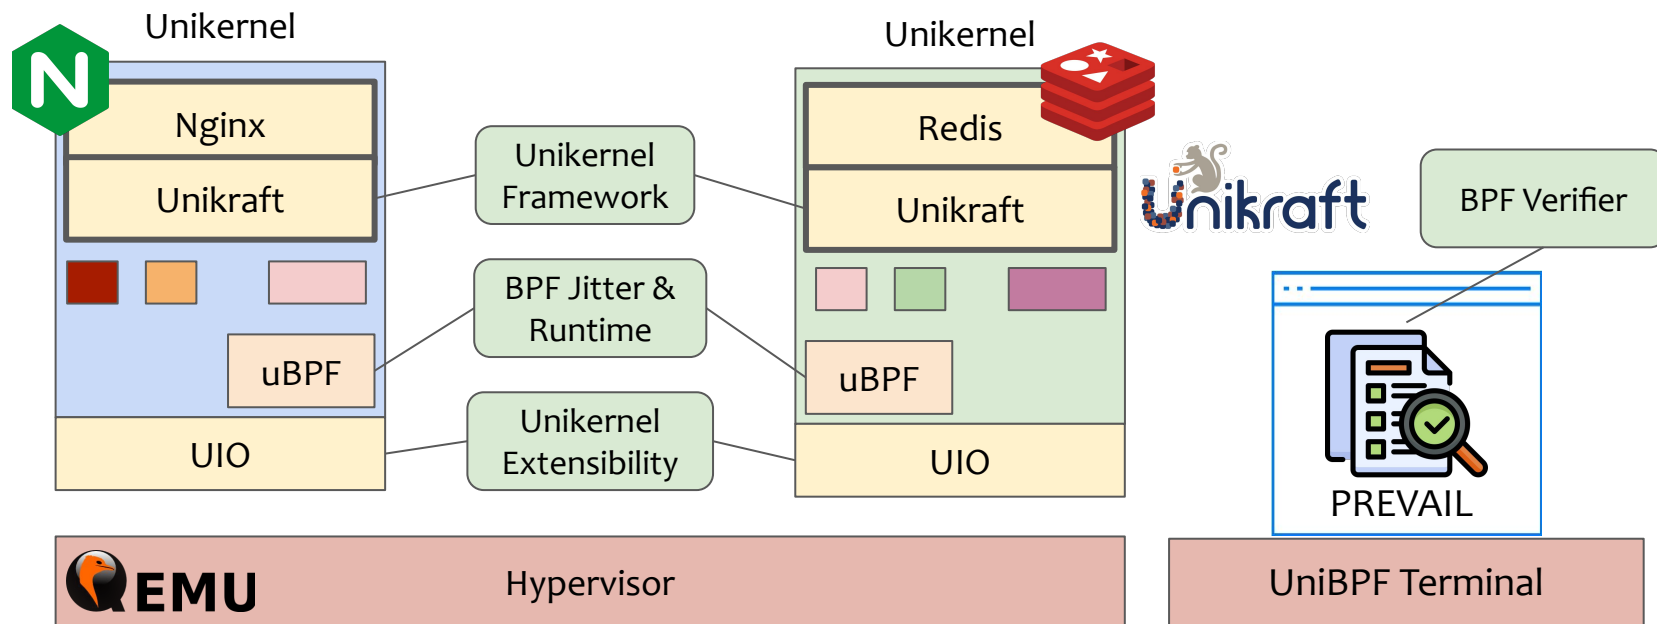 Unikernel
Nginx
Unikraft
uBPF
UIO
Unikernel
Framework
BPF Jitter &
Runtime
Unikernel
Extensibility
Unikernel
Redis
Unikraft
uBPF
UIO
Unikraft
BPF Verifier
PREVAIL
QEMU
Hypervisor
UniBPF Terminal